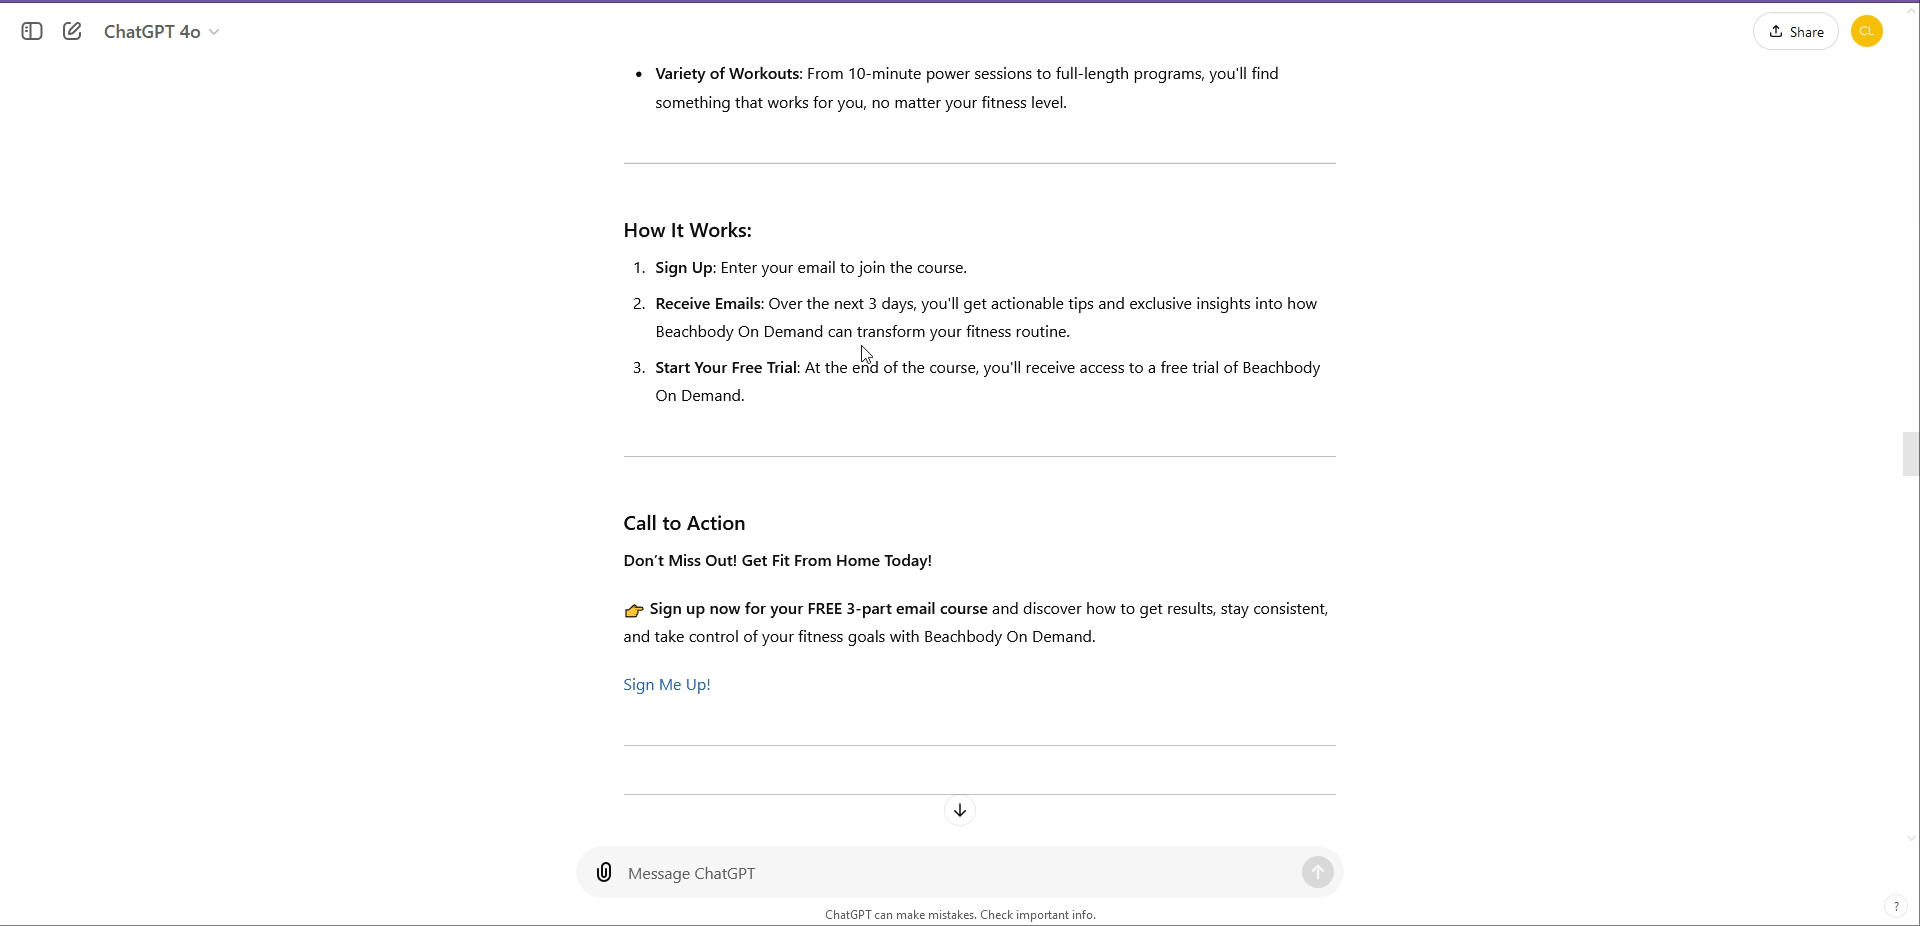 ChatGPT 4o
Share
CL
• Variety of Workouts: From 10-minute power sessions to full-length programs, you'll find
something that works for you, no matter your fitness level.
How It Works:
1. Sign Up: Enter your email to join the course.
2. Receive Emails: Over the next 3 days, you'll get actionable tips and exclusive insights into how
Beachbody On Demand can transform your fitness routine.
3. Start Your Free Trial: At the end of the course, you'll receive access to a free trial of Beachbody
On Demand.
Call to Action
Don’t Miss Out! Get Fit From Home Today!
👉 Sign up now for your FREE 3-part email course and discover how to get results, stay consistent,
and take control of your fitness goals with Beachbody On Demand.
Sign Me Up!
Message ChatGPT
ChatGPT can make mistakes. Check important info.
?